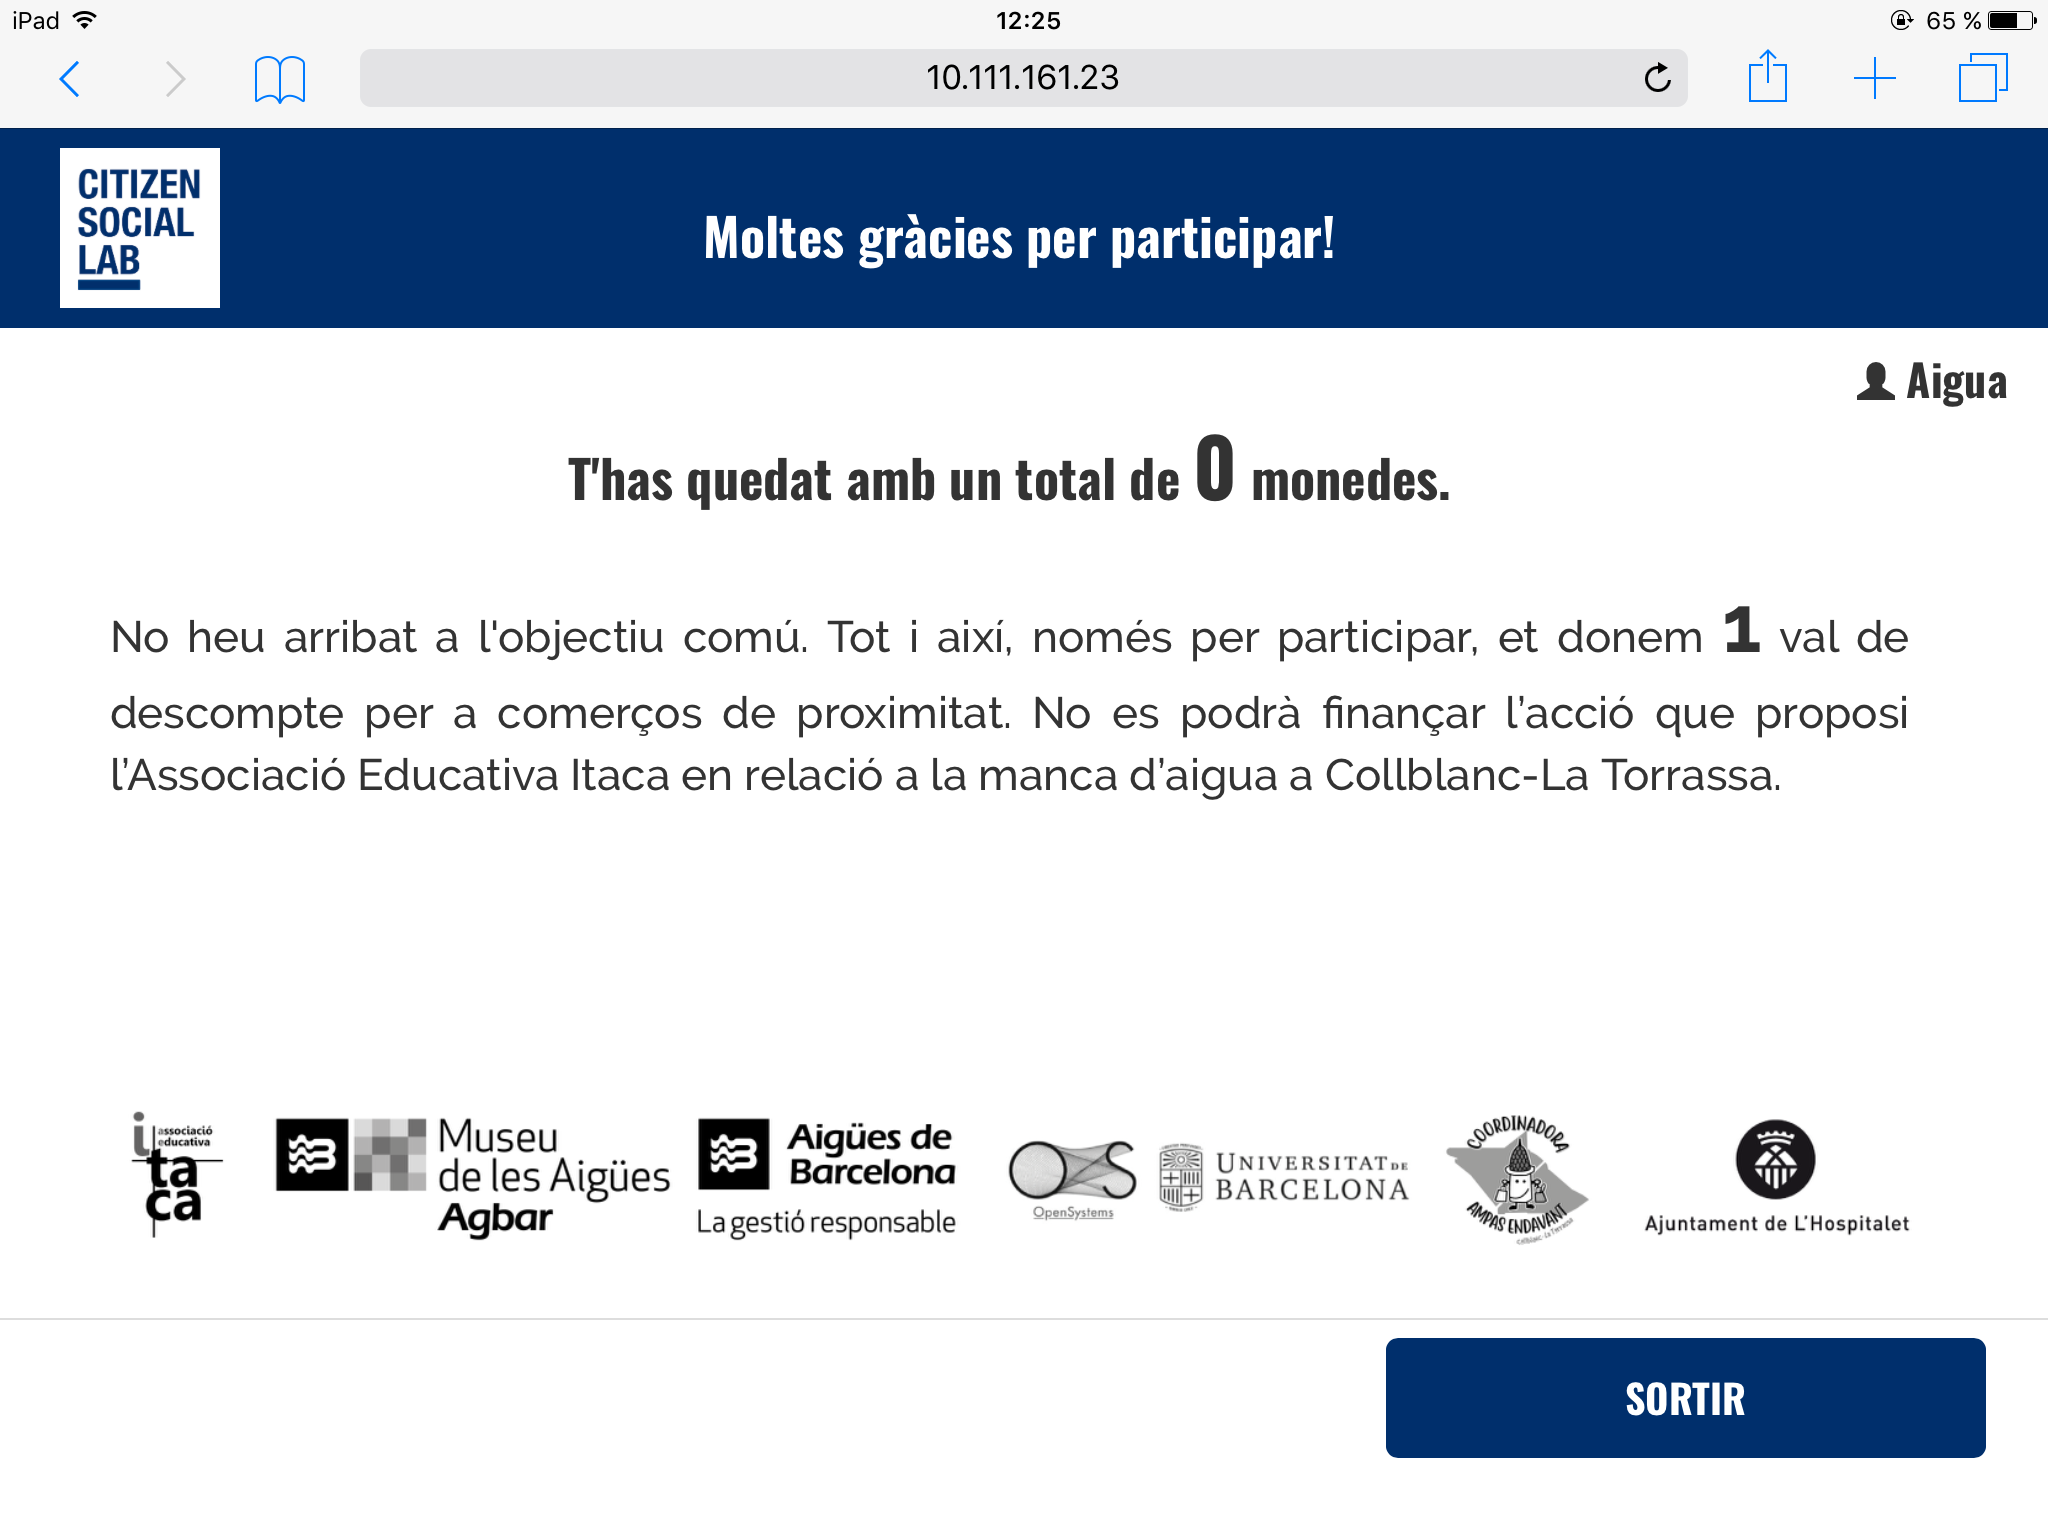 iPad 12:25 65 %
10.111.161.23
CITIZEN
SOCIAL
LAB
Moltes gràcies per participar!
Aigua
T'has quedat amb un total de 0 monedes.
No heu arribat a l'objectiu comú. Tot i així, només per participar, et donem 1 val de
descompte per a comerços de proximitat. No es podrà finançar l’acció que proposi
l’Associació Educativa Itaca en relació a la manca d’aigua a Collblanc-La Torrassa.
associació
educativa
itaca
Museu
de les Aigües
Agbar
Aigües de
Barcelona
La gestió responsable
OS
OpenSystems
UNIVERSITAT DE
BARCELONA
COORDINADORA
AMPAS ENDAVANT
Collblanc-La Torrassa
Ajuntament de L'Hospitalet
SORTIR